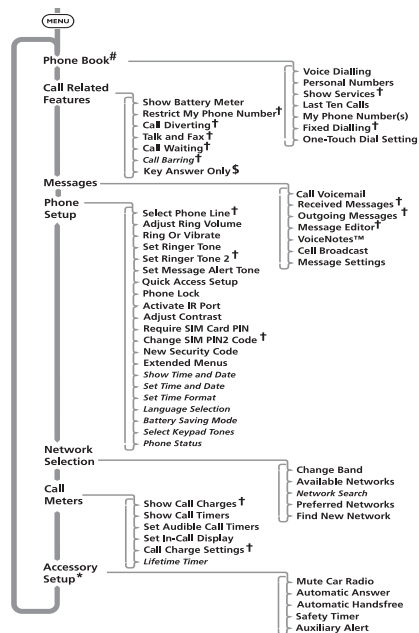 MENU
Phone Book#
Voice Dialling
Personal Numbers
Show Services†
Last Ten Calls
My Phone Number(s)
Fixed Dialling†
One-Touch Dial Setting
Call Related
Features
Show Battery Meter
Restrict My Phone Number†
Call Diverting†
Talk and Fax†
Call Waiting†
Call Barring†
Key Answer Only$
Messages
Call Voicemail
Received Messages†
Outgoing Messages†
Message Editor†
VoiceNotes™
Cell Broadcast
Message Settings
Phone
Setup
Select Phone Line†
Adjust Ring Volume
Ring Or Vibrate
Set Ringer Tone
Set Ringer Tone 2†
Set Message Alert Tone
Quick Access Setup
Phone Lock
Activate IR Port
Adjust Contrast
Require SIM Card PIN
Change SIM PIN2 Code†
New Security Code
Extended Menus
Show Time and Date
Set Time and Date
Set Time Format
Language Selection
Battery Saving Mode
Select Keypad Tones
Phone Status
Network
Selection
Change Band
Available Networks
Network Search
Preferred Networks
Find New Network
Call
Meters
Show Call Charges†
Show Call Timers
Set Audible Call Timers
Set In-Call Display
Call Charge Settings†
Lifetime Timer
Accessory
Setup*
Mute Car Radio
Automatic Answer
Automatic Handsfree
Safety Timer
Auxiliary Alert